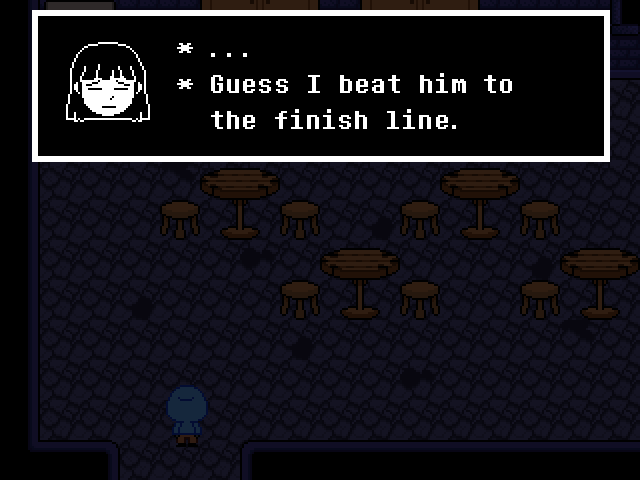 * ...
* Guess I beat him to
the finish line.